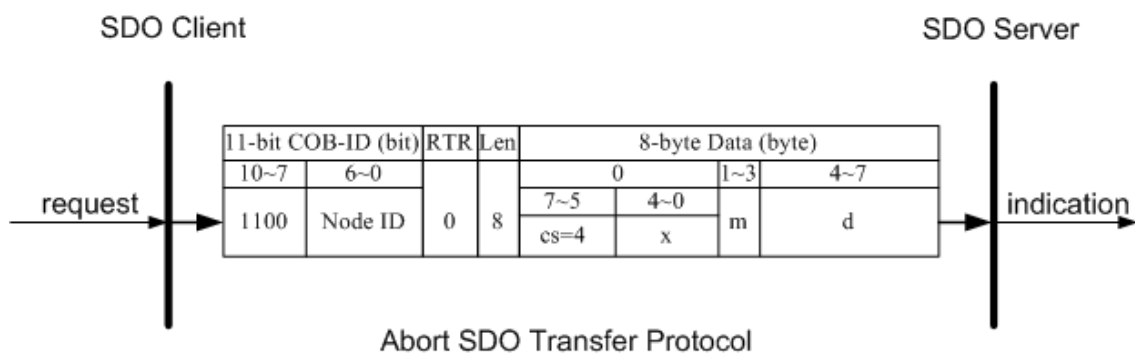 SDO Client
SDO Server
11-bit COB-ID (bit) RTR Len 8-byte Data (byte)
10~7 6~0 0 1~3 4~7
request 1100 Node ID 0 8 7~5 4~0 m d indication
cs=4 x
Abort SDO Transfer Protocol